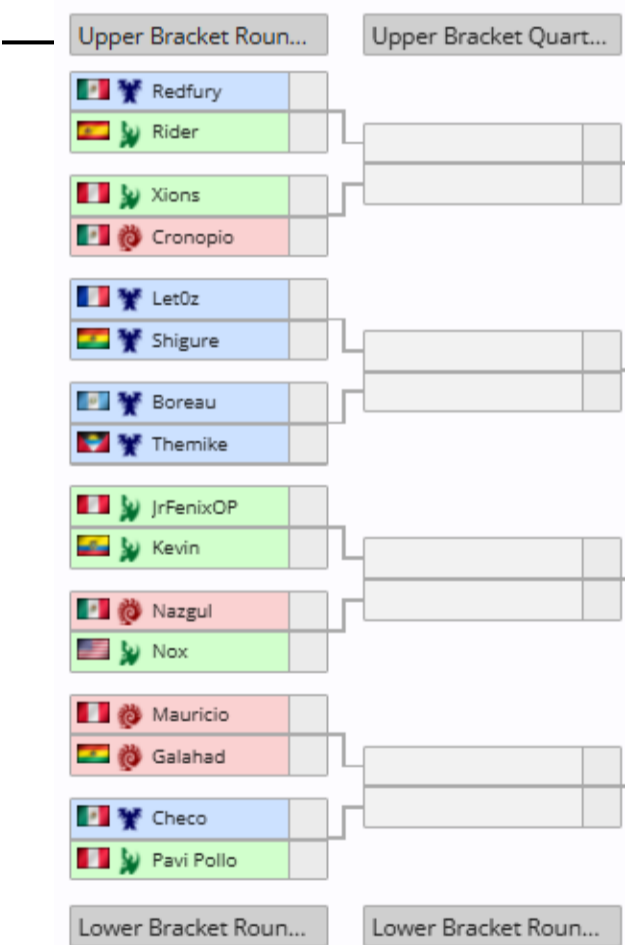 Upper Bracket Roun...
Upper Bracket Quart...
Redfury
Rider
Xions
Cronopio
Let0z
Shigure
Boreau
Themike
JrFenixOP
Kevin
Nazgul
Nox
Mauricio
Galahad
Checo
Pavi Pollo
Lower Bracket Roun...
Lower Bracket Roun...